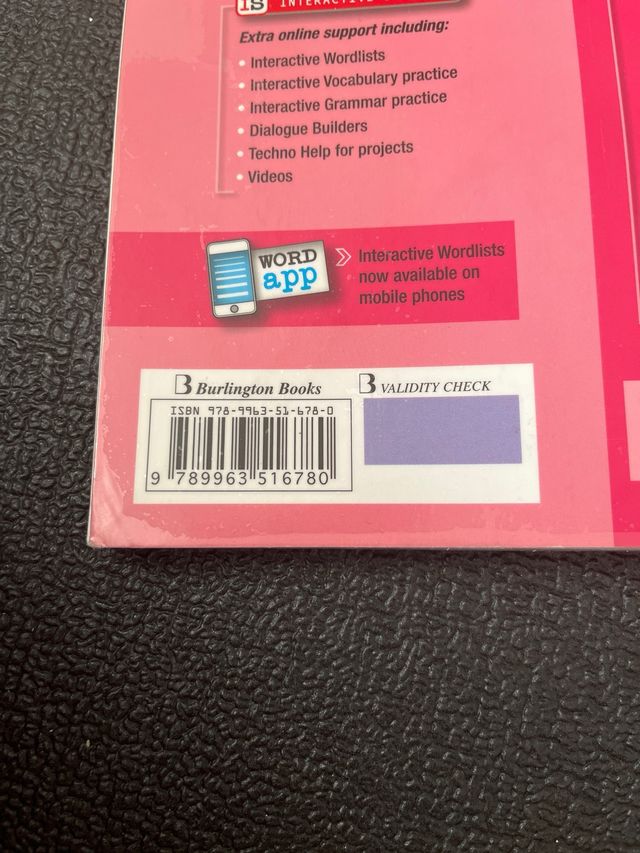 IS INTERACTIVE
Extra online support including:
• Interactive Wordlists
• Interactive Vocabulary practice
• Interactive Grammar practice
• Dialogue Builders
• Techno Help for projects
• Videos
WORD
app
Interactive Wordlists
now available on
mobile phones
B Burlington Books
B VALIDITY CHECK
ISBN 978-9963-51-678-0
9 789963 516780